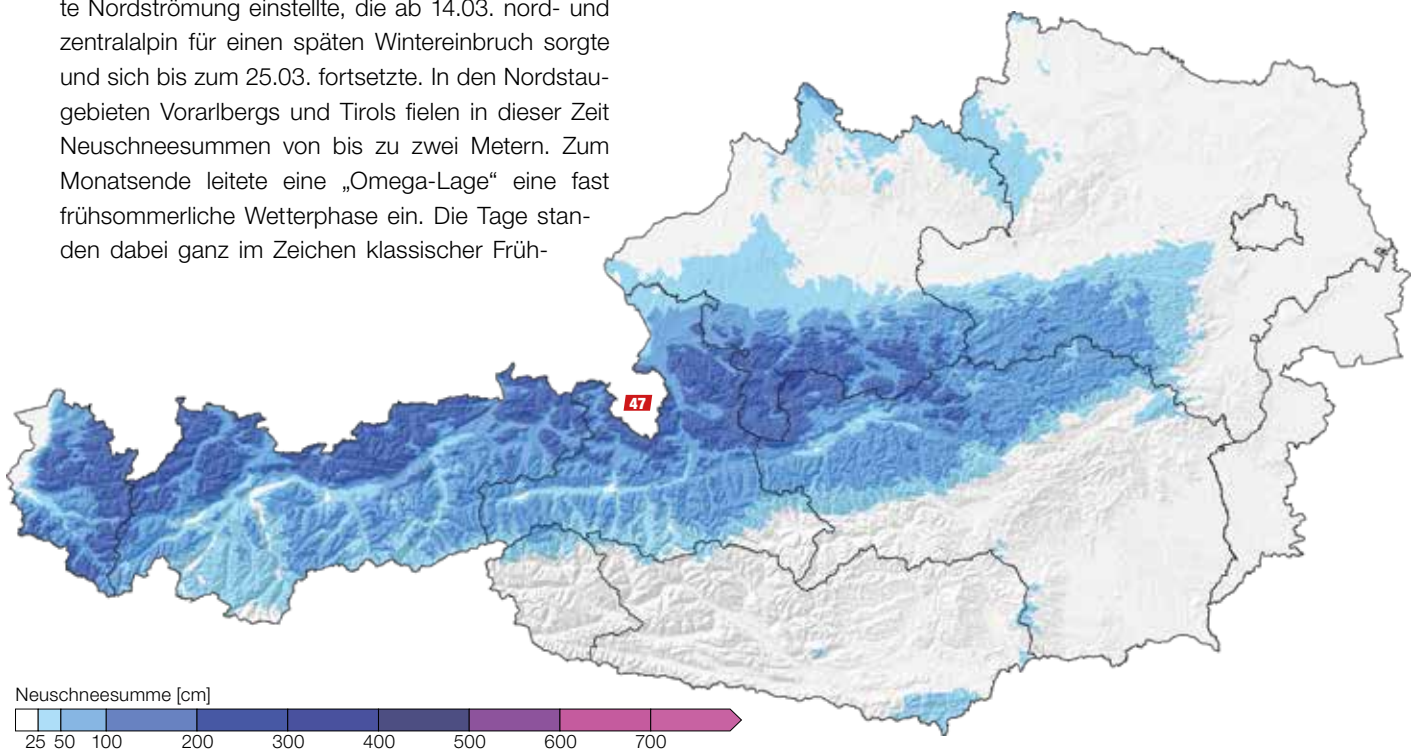 te Nordströmung einstellte, die ab 14.03. nord- und
zentralalpin für einen späten Wintereinbruch sorgte
und sich bis zum 25.03. fortsetzte. In den Nordstau-
gebieten Vorarlbergs und Tirols fielen in dieser Zeit
Neuschneesummen von bis zu zwei Metern. Zum
Monatsende leitete eine „Omega-Lage“ eine fast
frühsommerliche Wetterphase ein. Die Tage stan-
den dabei ganz im Zeichen klassischer Früh-
47
Neuschneesumme [cm]
25 50 100 200 300 400 500 600 700